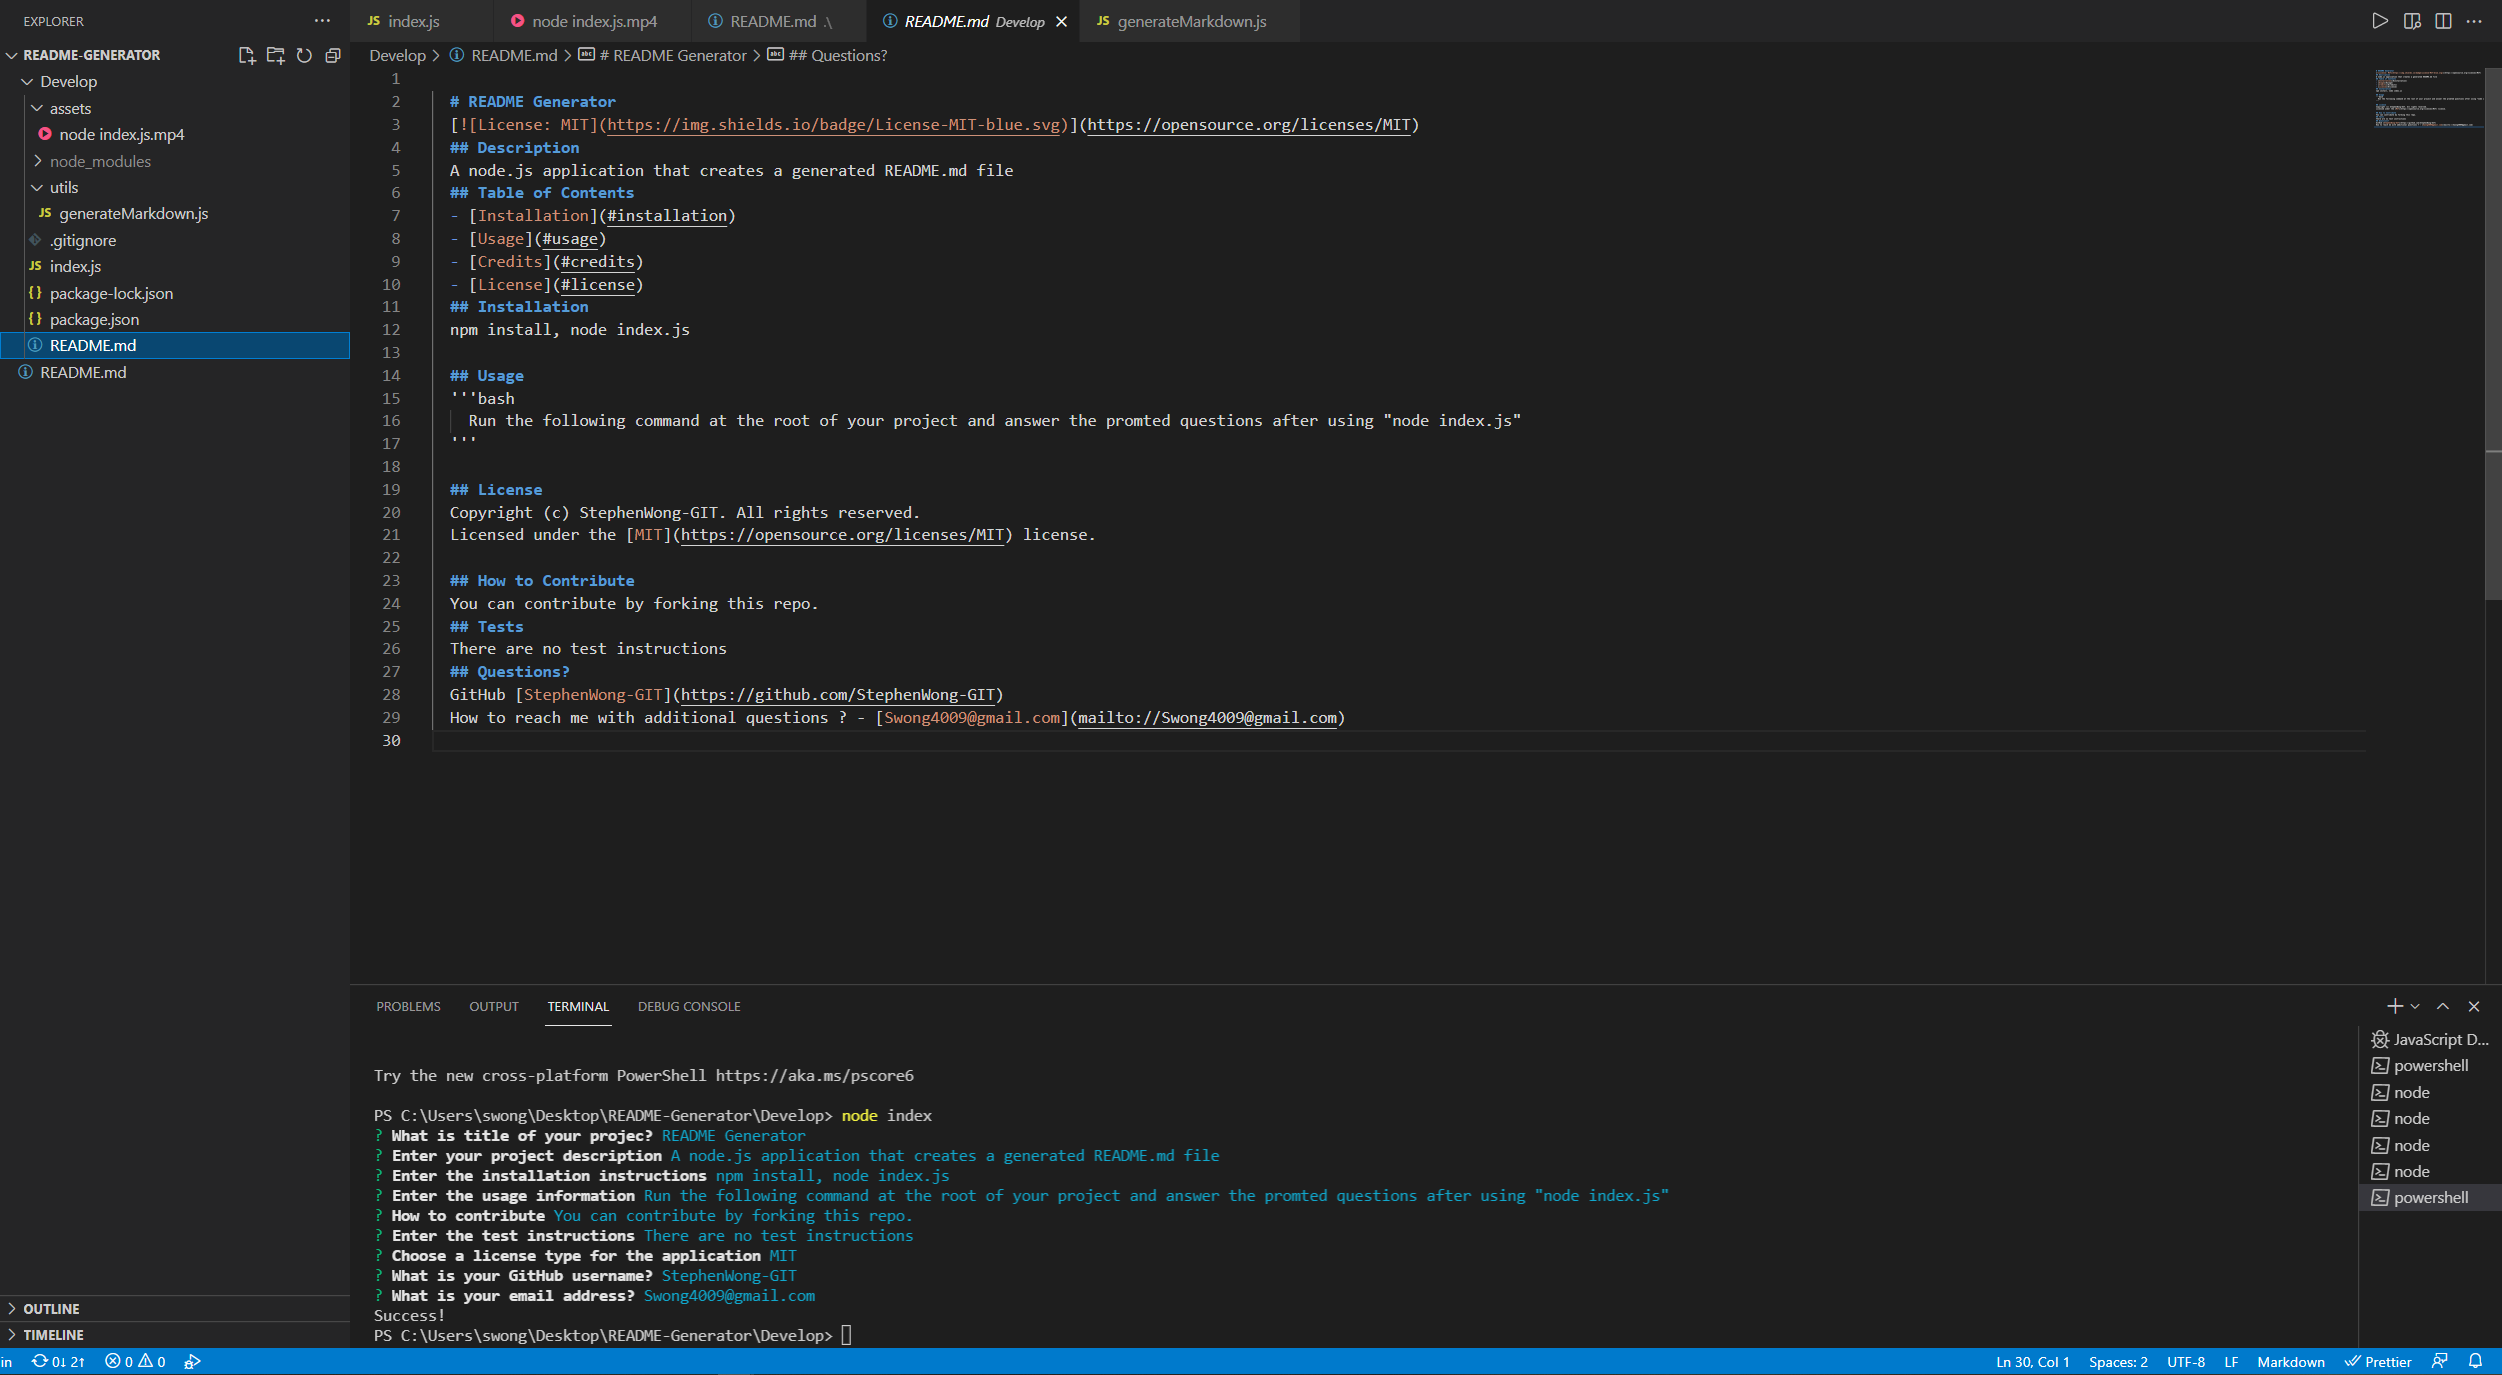 EXPLORER
README-GENERATOR
Develop
assets
node index.js.mp4
node_modules
utils
JS generateMarkdown.js
.gitignore
JS index.js
{} package-lock.json
{} package.json
README.md
README.md
OUTLINE
TIMELINE
JS index.js
node index.js.mp4
README.md .\
README.md Develop
JS generateMarkdown.js
Develop > README.md > # README Generator > ## Questions?
1
2 # README Generator
3 [![License: MIT](https://img.shields.io/badge/License-MIT-blue.svg)](https://opensource.org/licenses/MIT)
4 ## Description
5 A node.js application that creates a generated README.md file
6 ## Table of Contents
7 - [Installation](#installation)
8 - [Usage](#usage)
9 - [Credits](#credits)
10 - [License](#license)
11 ## Installation
12 npm install, node index.js
13
14 ## Usage
15 '''bash
16 Run the following command at the root of your project and answer the promted questions after using "node index.js"
17 '''
18
19 ## License
20 Copyright (c) StephenWong-GIT. All rights reserved.
21 Licensed under the [MIT](https://opensource.org/licenses/MIT) license.
22
23 ## How to Contribute
24 You can contribute by forking this repo.
25 ## Tests
26 There are no test instructions
27 ## Questions?
28 GitHub [StephenWong-GIT](https://github.com/StephenWong-GIT)
29 How to reach me with additional questions ? - [Swong4009@gmail.com](mailto://Swong4009@gmail.com)
30
PROBLEMS OUTPUT TERMINAL DEBUG CONSOLE
Try the new cross-platform PowerShell https://aka.ms/pscore6
PS C:\Users\swong\Desktop\README-Generator\Develop> node index
? What is title of your projec? README Generator
? Enter your project description A node.js application that creates a generated README.md file
? Enter the installation instructions npm install, node index.js
? Enter the usage information Run the following command at the root of your project and answer the promted questions after using "node index.js"
? How to contribute You can contribute by forking this repo.
? Enter the test instructions There are no test instructions
? Choose a license type for the application MIT
? What is your GitHub username? StephenWong-GIT
? What is your email address? Swong4009@gmail.com
Success!
PS C:\Users\swong\Desktop\README-Generator\Develop>
JavaScript D...
powershell
node
node
node
node
powershell
in 0↓ 2↑ 0 0
Ln 30, Col 1 Spaces: 2 UTF-8 LF Markdown Prettier